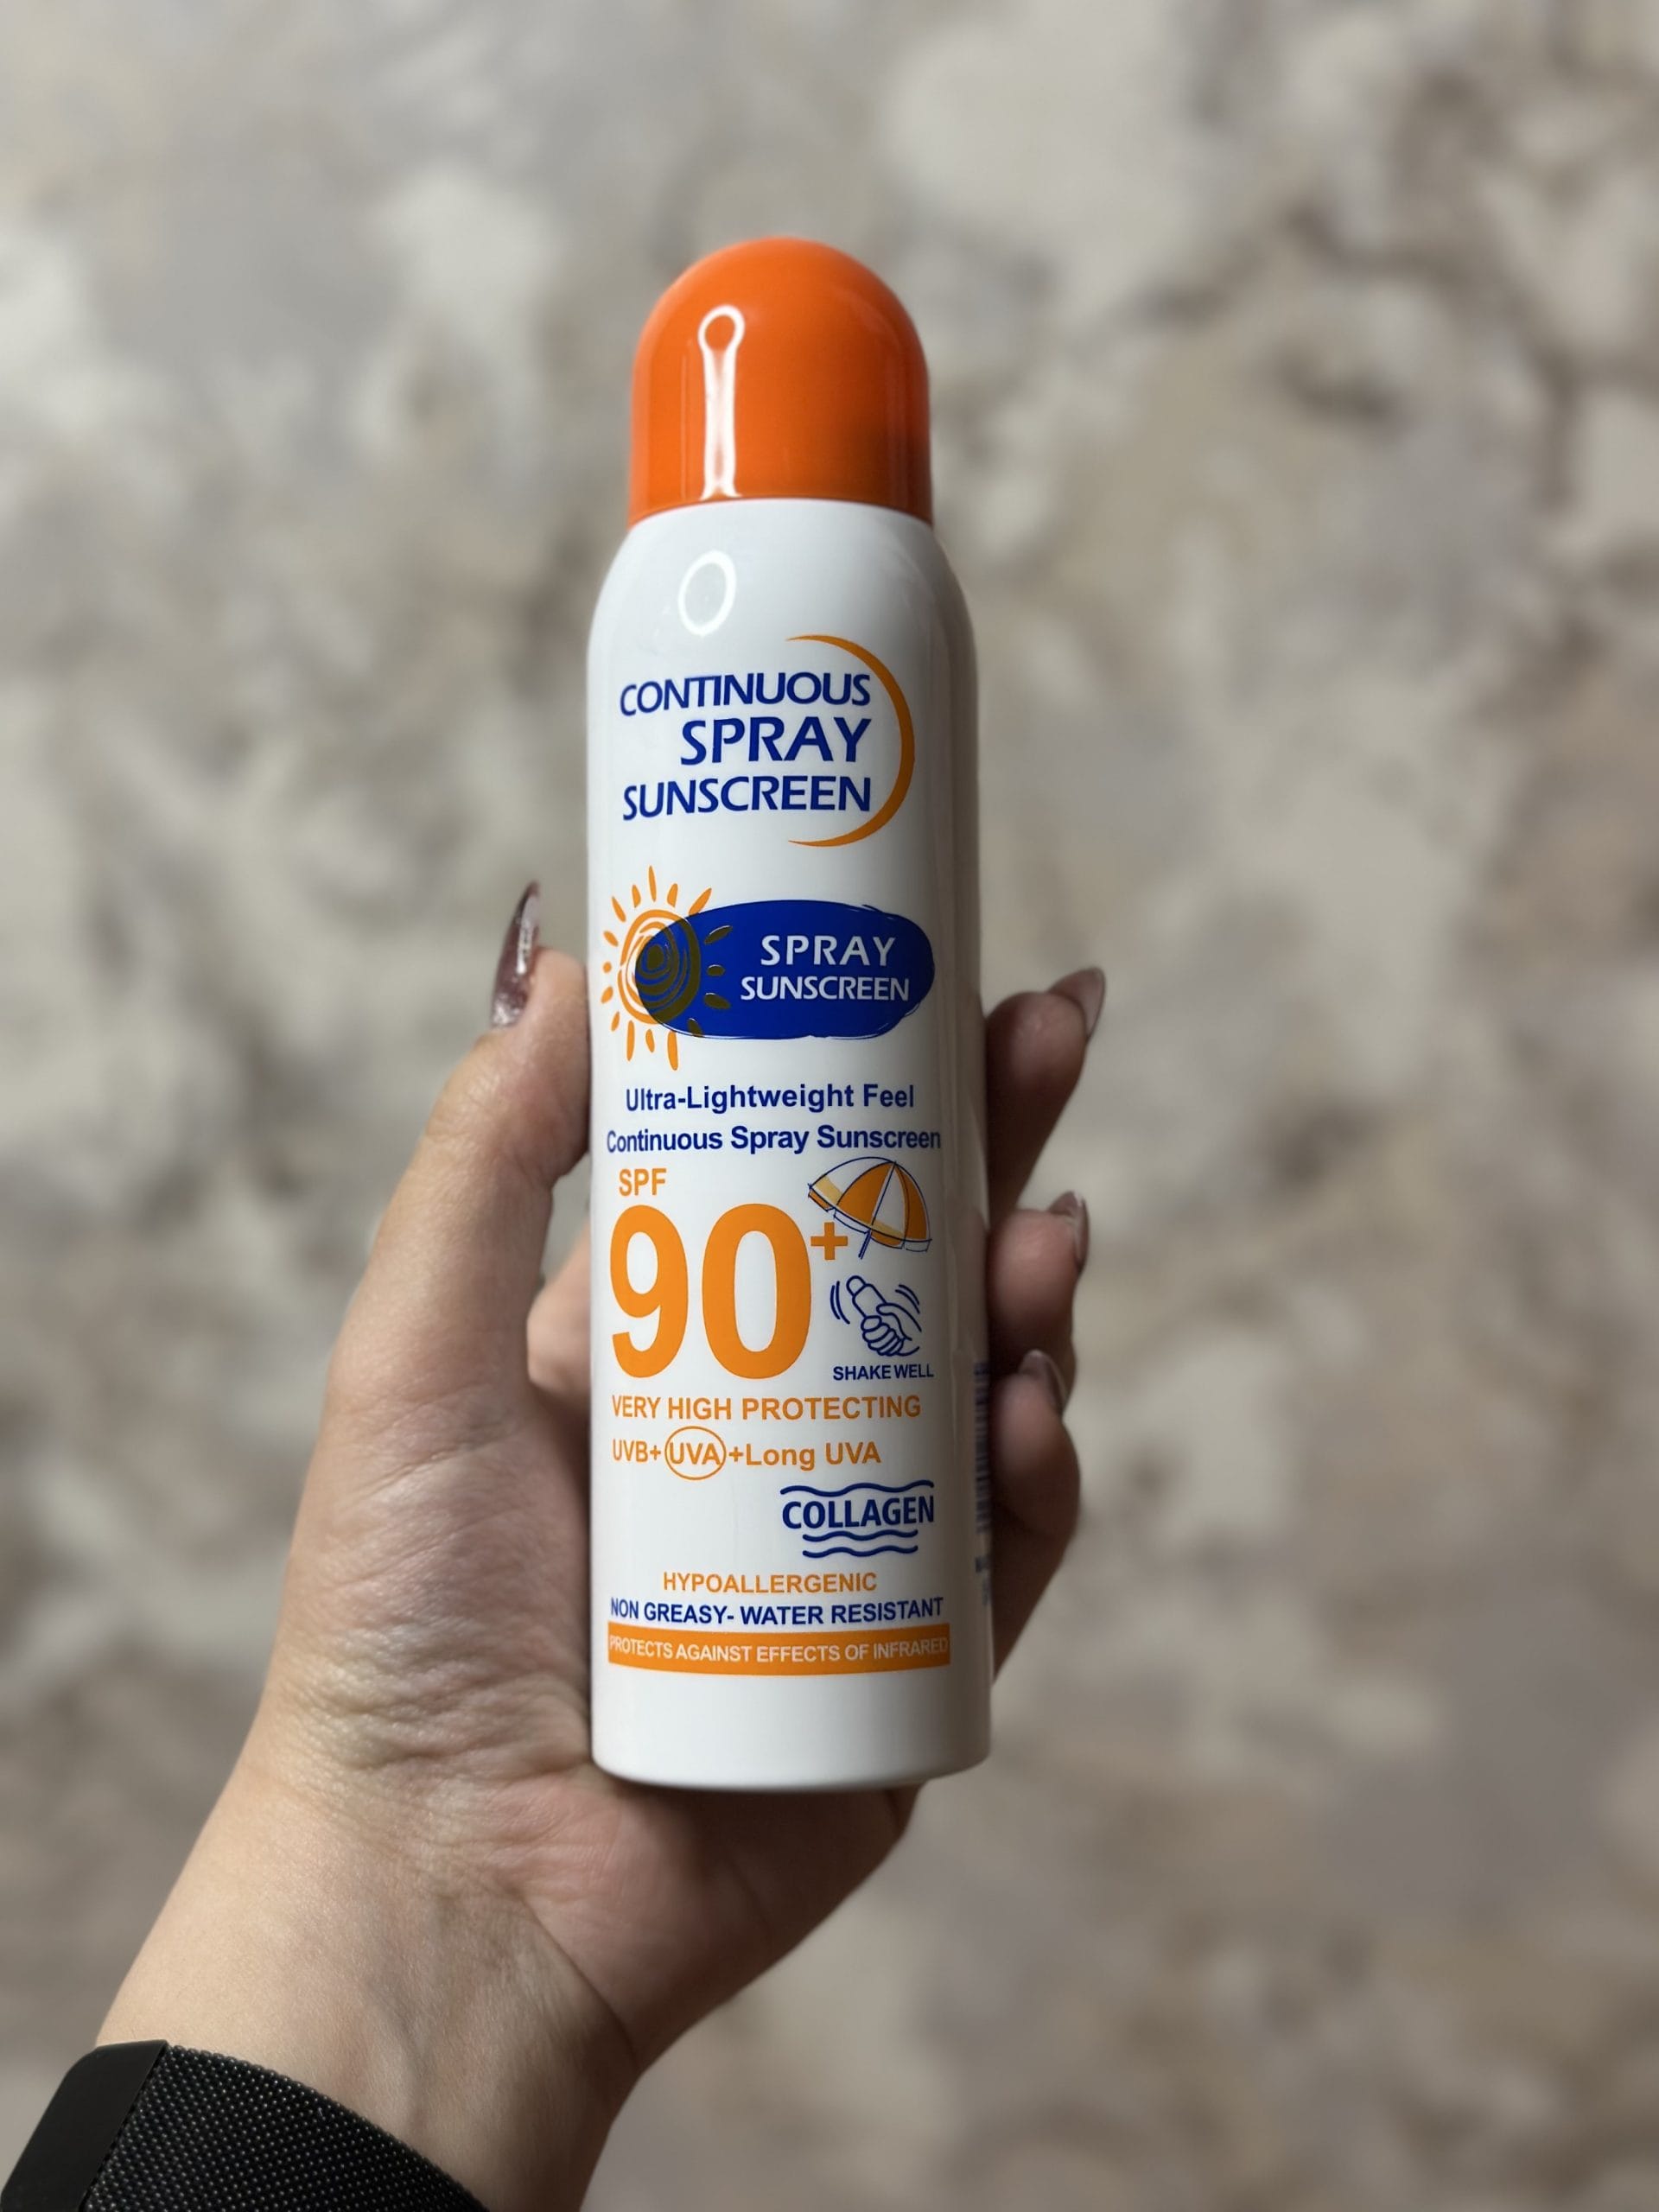 CONTINUOUS
SPRAY
SUNSCREEN
SPRAY
SUNSCREEN
Ultra-Lightweight Feel
Continuous Spray Sunscreen
SPF
90+
SHAKE WELL
VERY HIGH PROTECTING
UVB+UVA+Long UVA
COLLAGEN
HYPOALLERGENIC
NON GREASY- WATER RESISTANT
PROTECTS AGAINST EFFECTS OF INFRARED